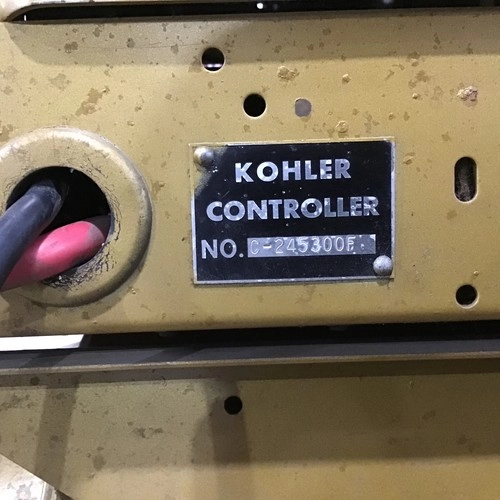 KOHLER
CONTROLLER
NO. C-245300F